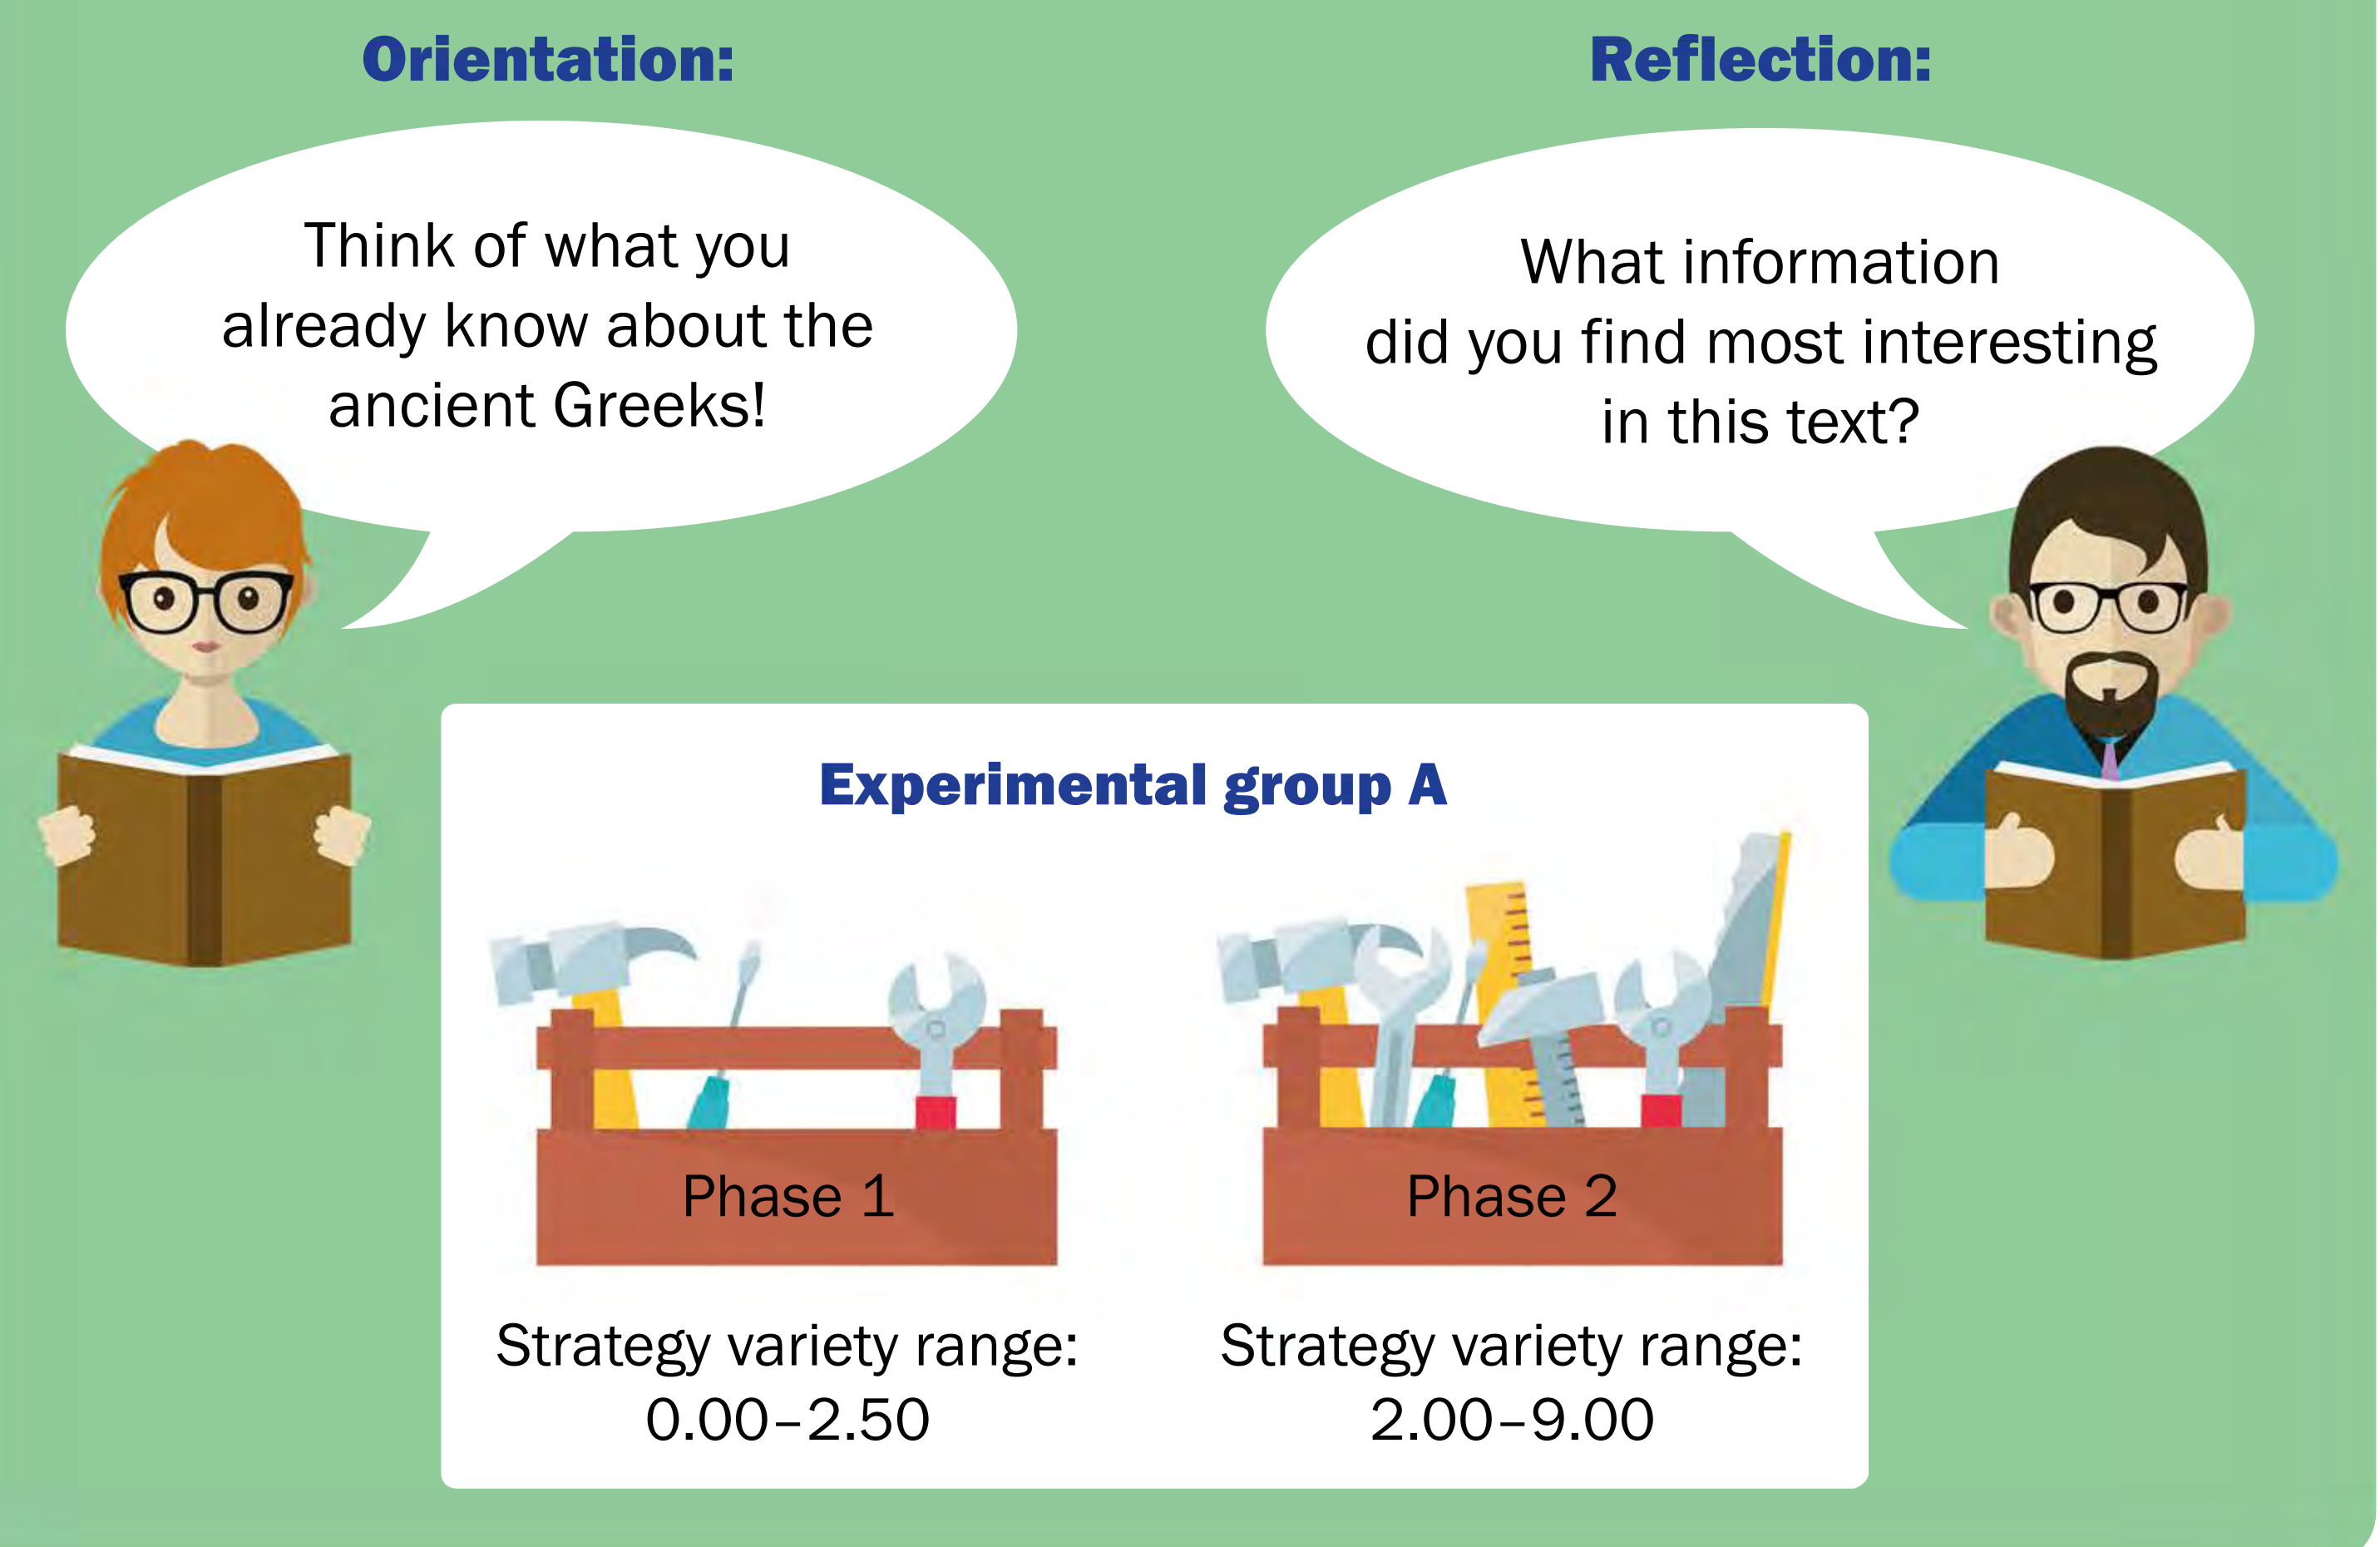 Orientation:
Think of what you
already know about the
ancient Greeks!
Reflection:
What information
did you find most interesting
in this text?
Experimental group A
Phase 1
Strategy variety range:
0.00–2.50
Phase 2
Strategy variety range:
2.00–9.00